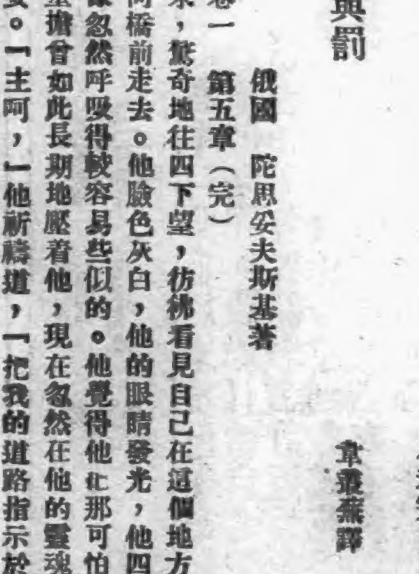 與罰
韋叢蕪譯
俄國　陀思妥夫斯基著
卷一　第五章（完）
，驚奇地往四下望，彷彿看見自己在這個地方
橋前走去。他臉色灰白，他的眼睛發光，他四
忽然呼吸得較容易些似的。他覺得他那可怕
擔曾如此長期地壓着他，現在忽然在他的靈魂
安。「主呵，」他祈禱道，「把我的道路指示於